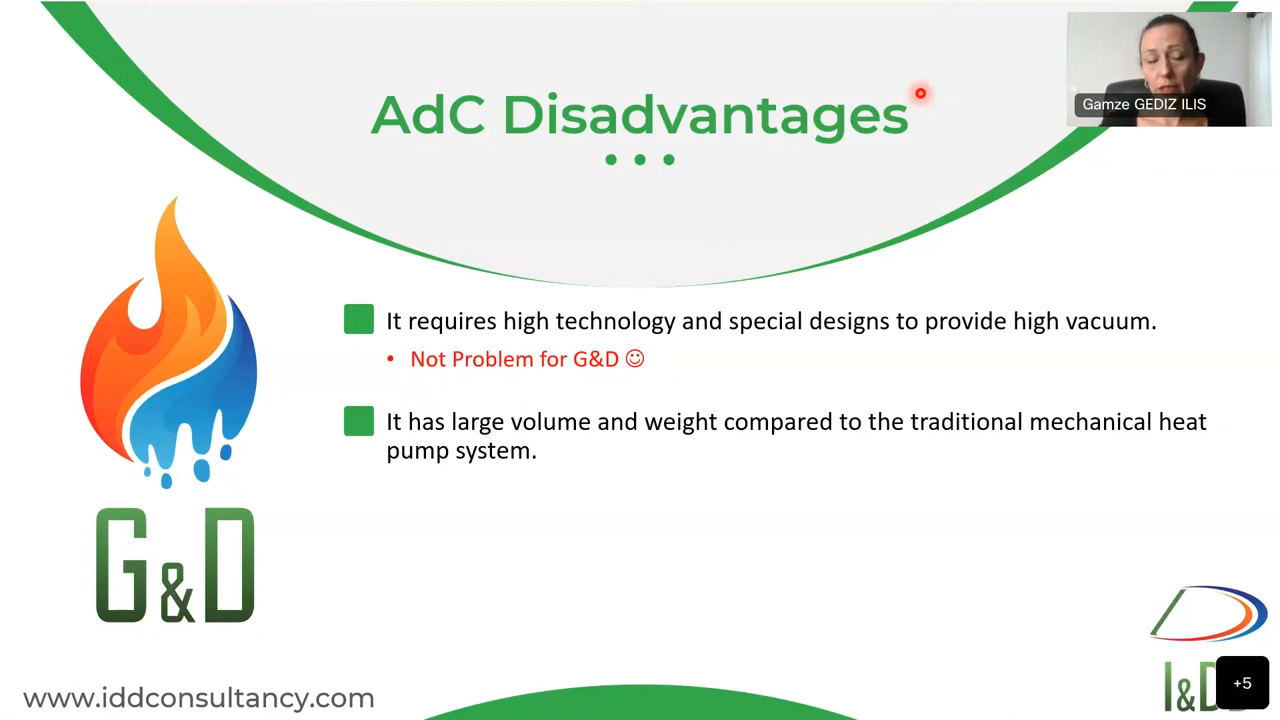 AdC Disadvantages
Gamze GEDIZ ILIS
It requires high technology and special designs to provide high vacuum.
• Not Problem for G&D ☺
It has large volume and weight compared to the traditional mechanical heat
pump system.
G&D
www.iddconsultancy.com
I&D
+5